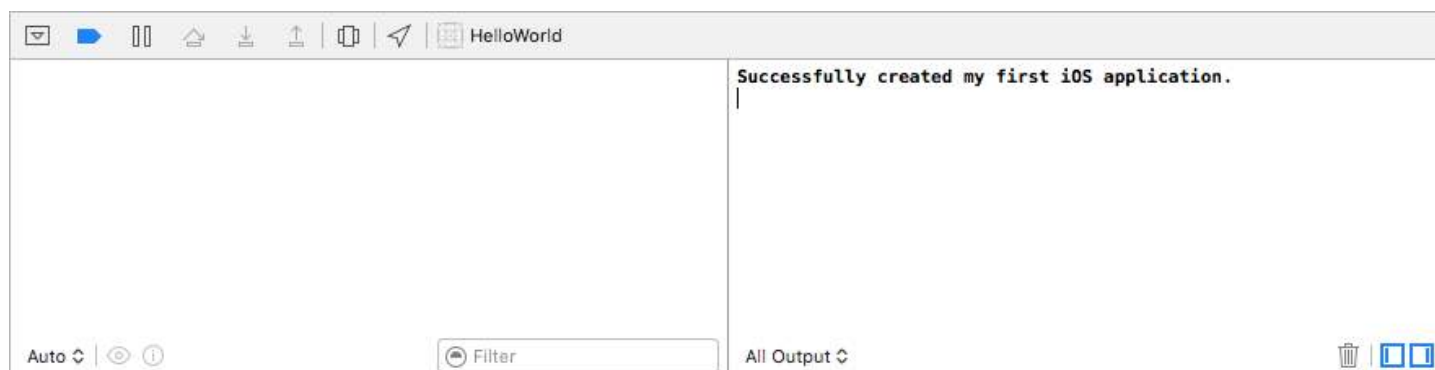 HelloWorld
Successfully created my first iOS application.
Auto
Filter
All Output